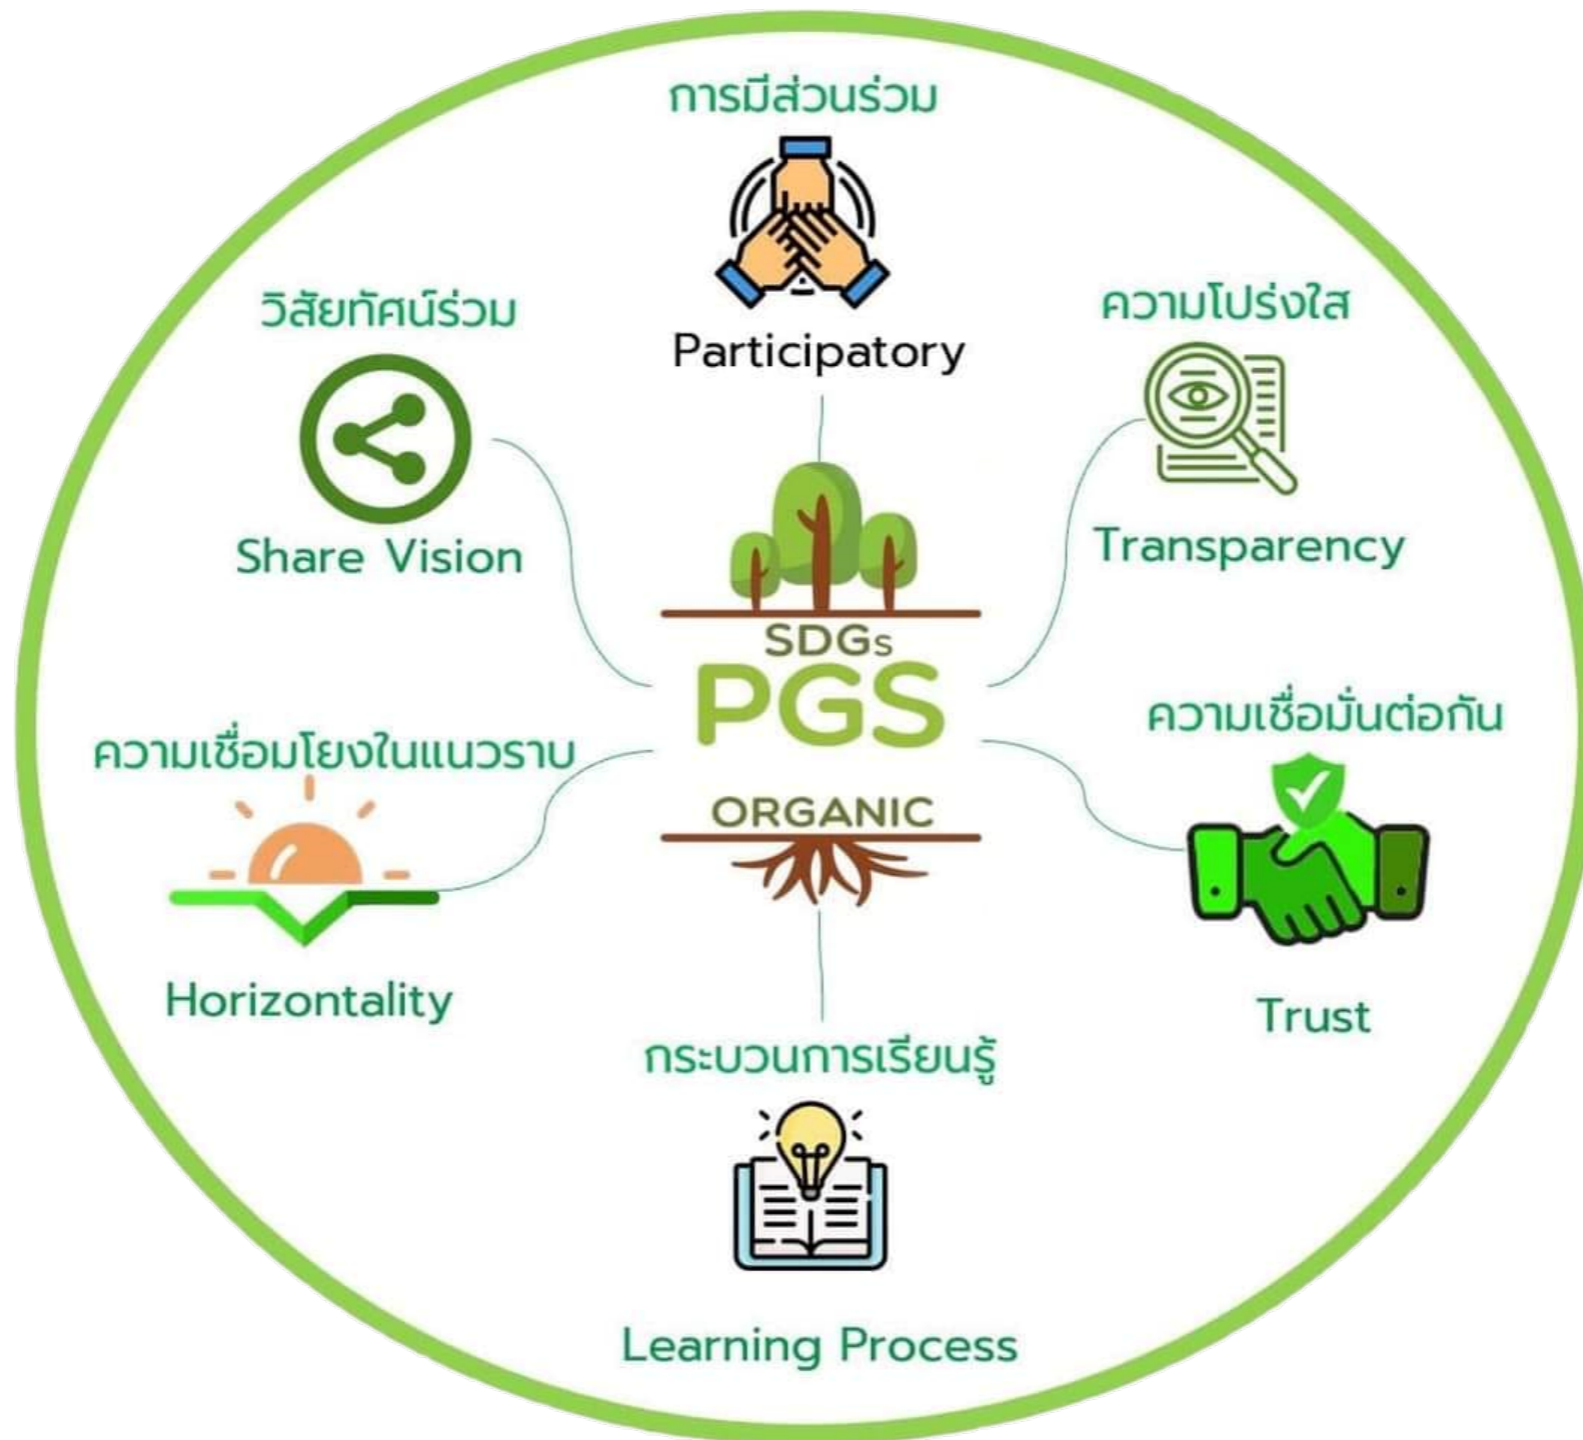 การมีส่วนร่วม
Participatory
วิสัยทัศน์ร่วม
Share Vision
ความโปร่งใส
Transparency
SDGs
PGS
ORGANIC
ความเชื่อมโยงในแนวราบ
Horizontality
ความเชื่อมั่นต่อกัน
Trust
กระบวนการเรียนรู้
Learning Process